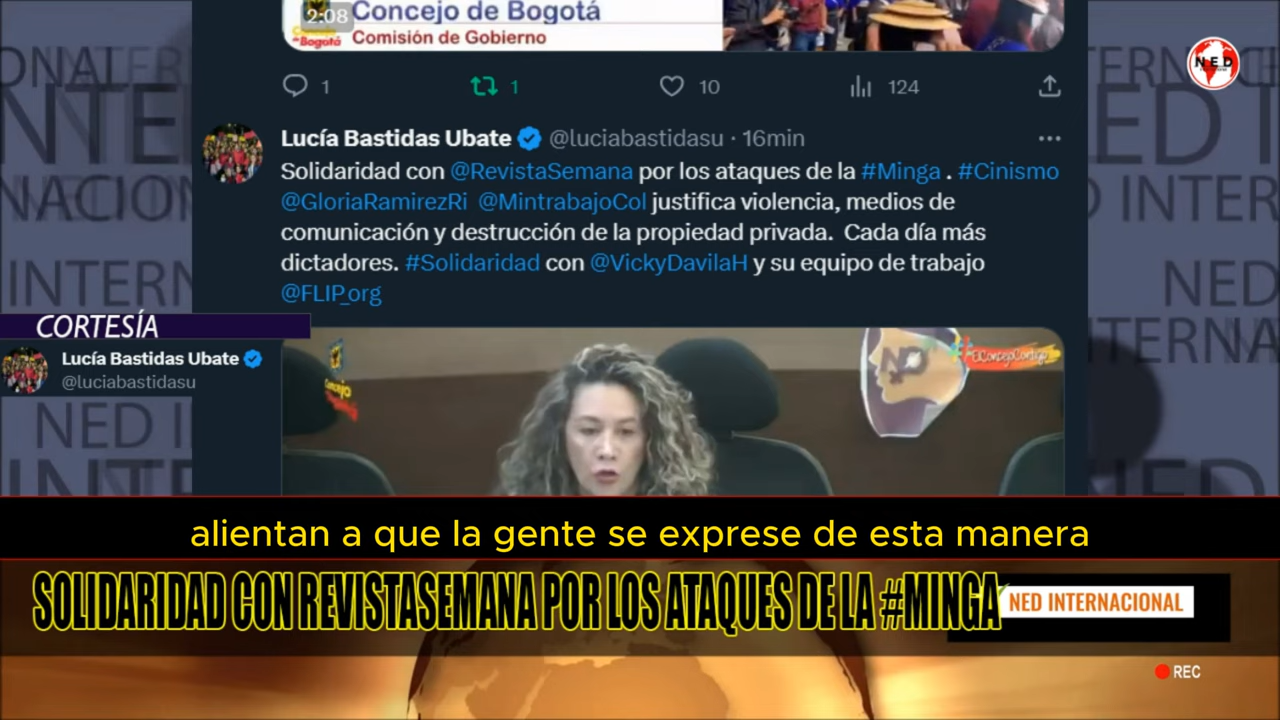 2:08
Concejo de Bogotá
Comisión de Gobierno
1 1 10 124
NED
Lucía Bastidas Ubate @luciabastidasu · 16min
Solidaridad con @RevistaSemana por los ataques de la #Minga . #Cinismo
@GloriaRamirezRi @MintrabajoCol justifica violencia, medios de
comunicación y destrucción de la propiedad privada. Cada día más
dictadores. #Solidaridad con @VickyDavilaH y su equipo de trabajo
@FLIP_org
CORTESÍA
Lucía Bastidas Ubate
@luciabastidasu
#ElConcejoContigo
alientan a que la gente se exprese de esta manera
SOLIDARIDAD CON REVISTASEMANA POR LOS ATAQUES DE LA #MINGA
NED INTERNACIONAL
REC